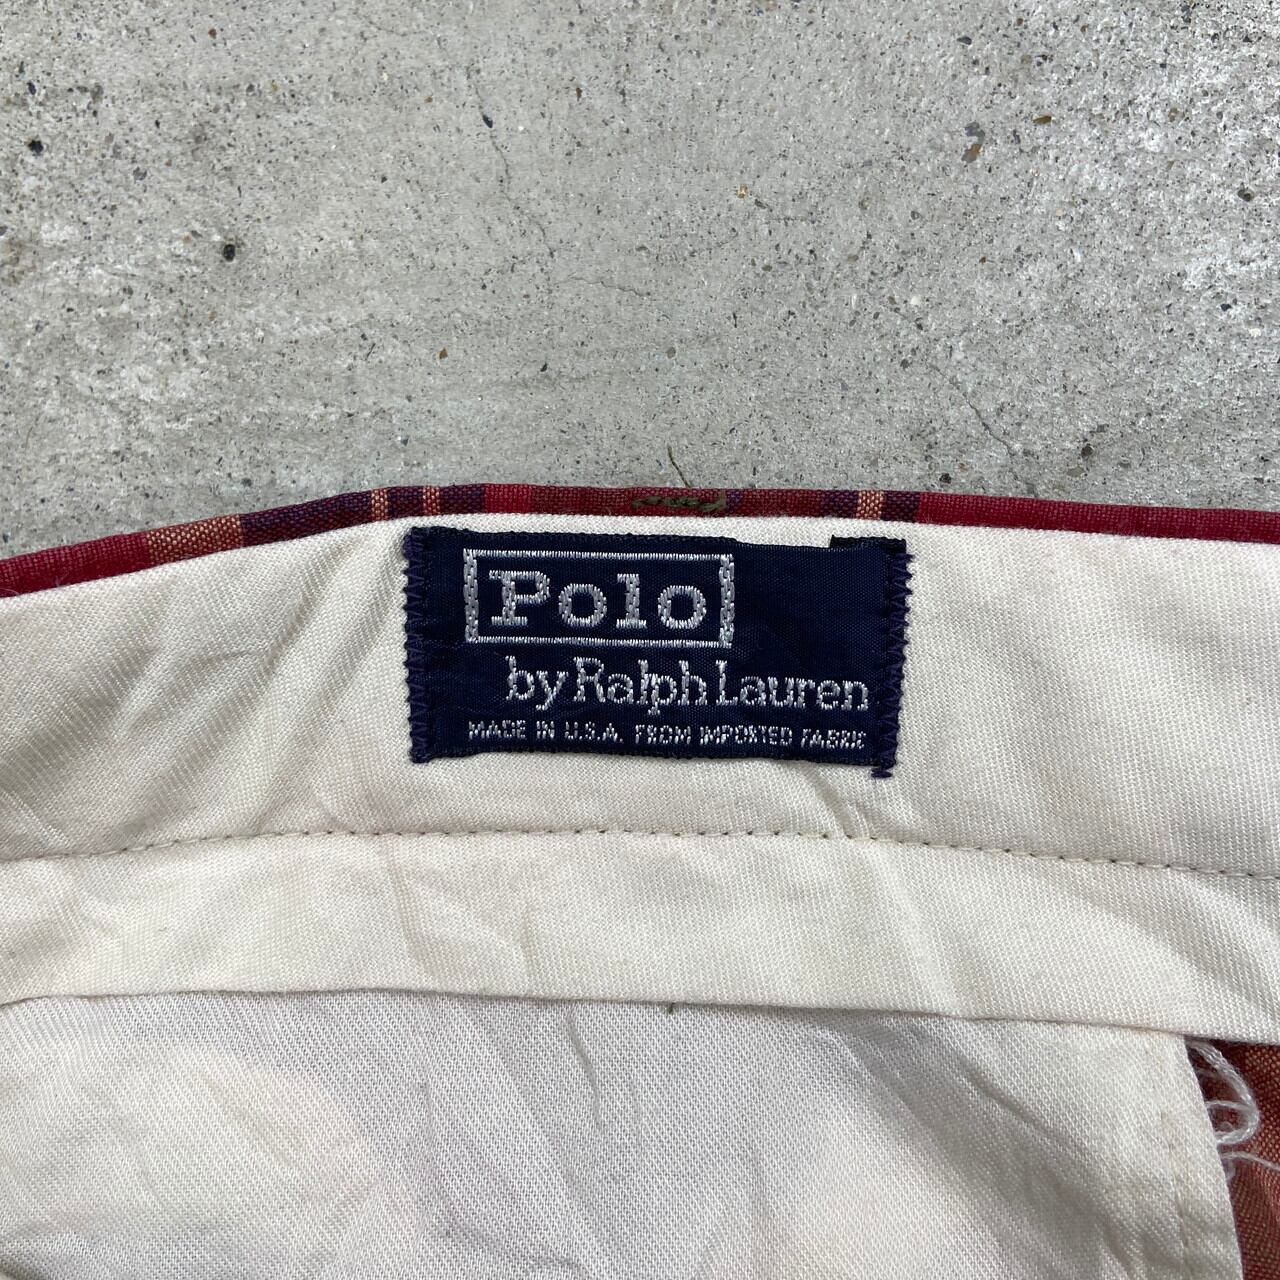 Polo
by Ralph Lauren
MADE IN U.S.A. FROM IMPORTED FABRIC